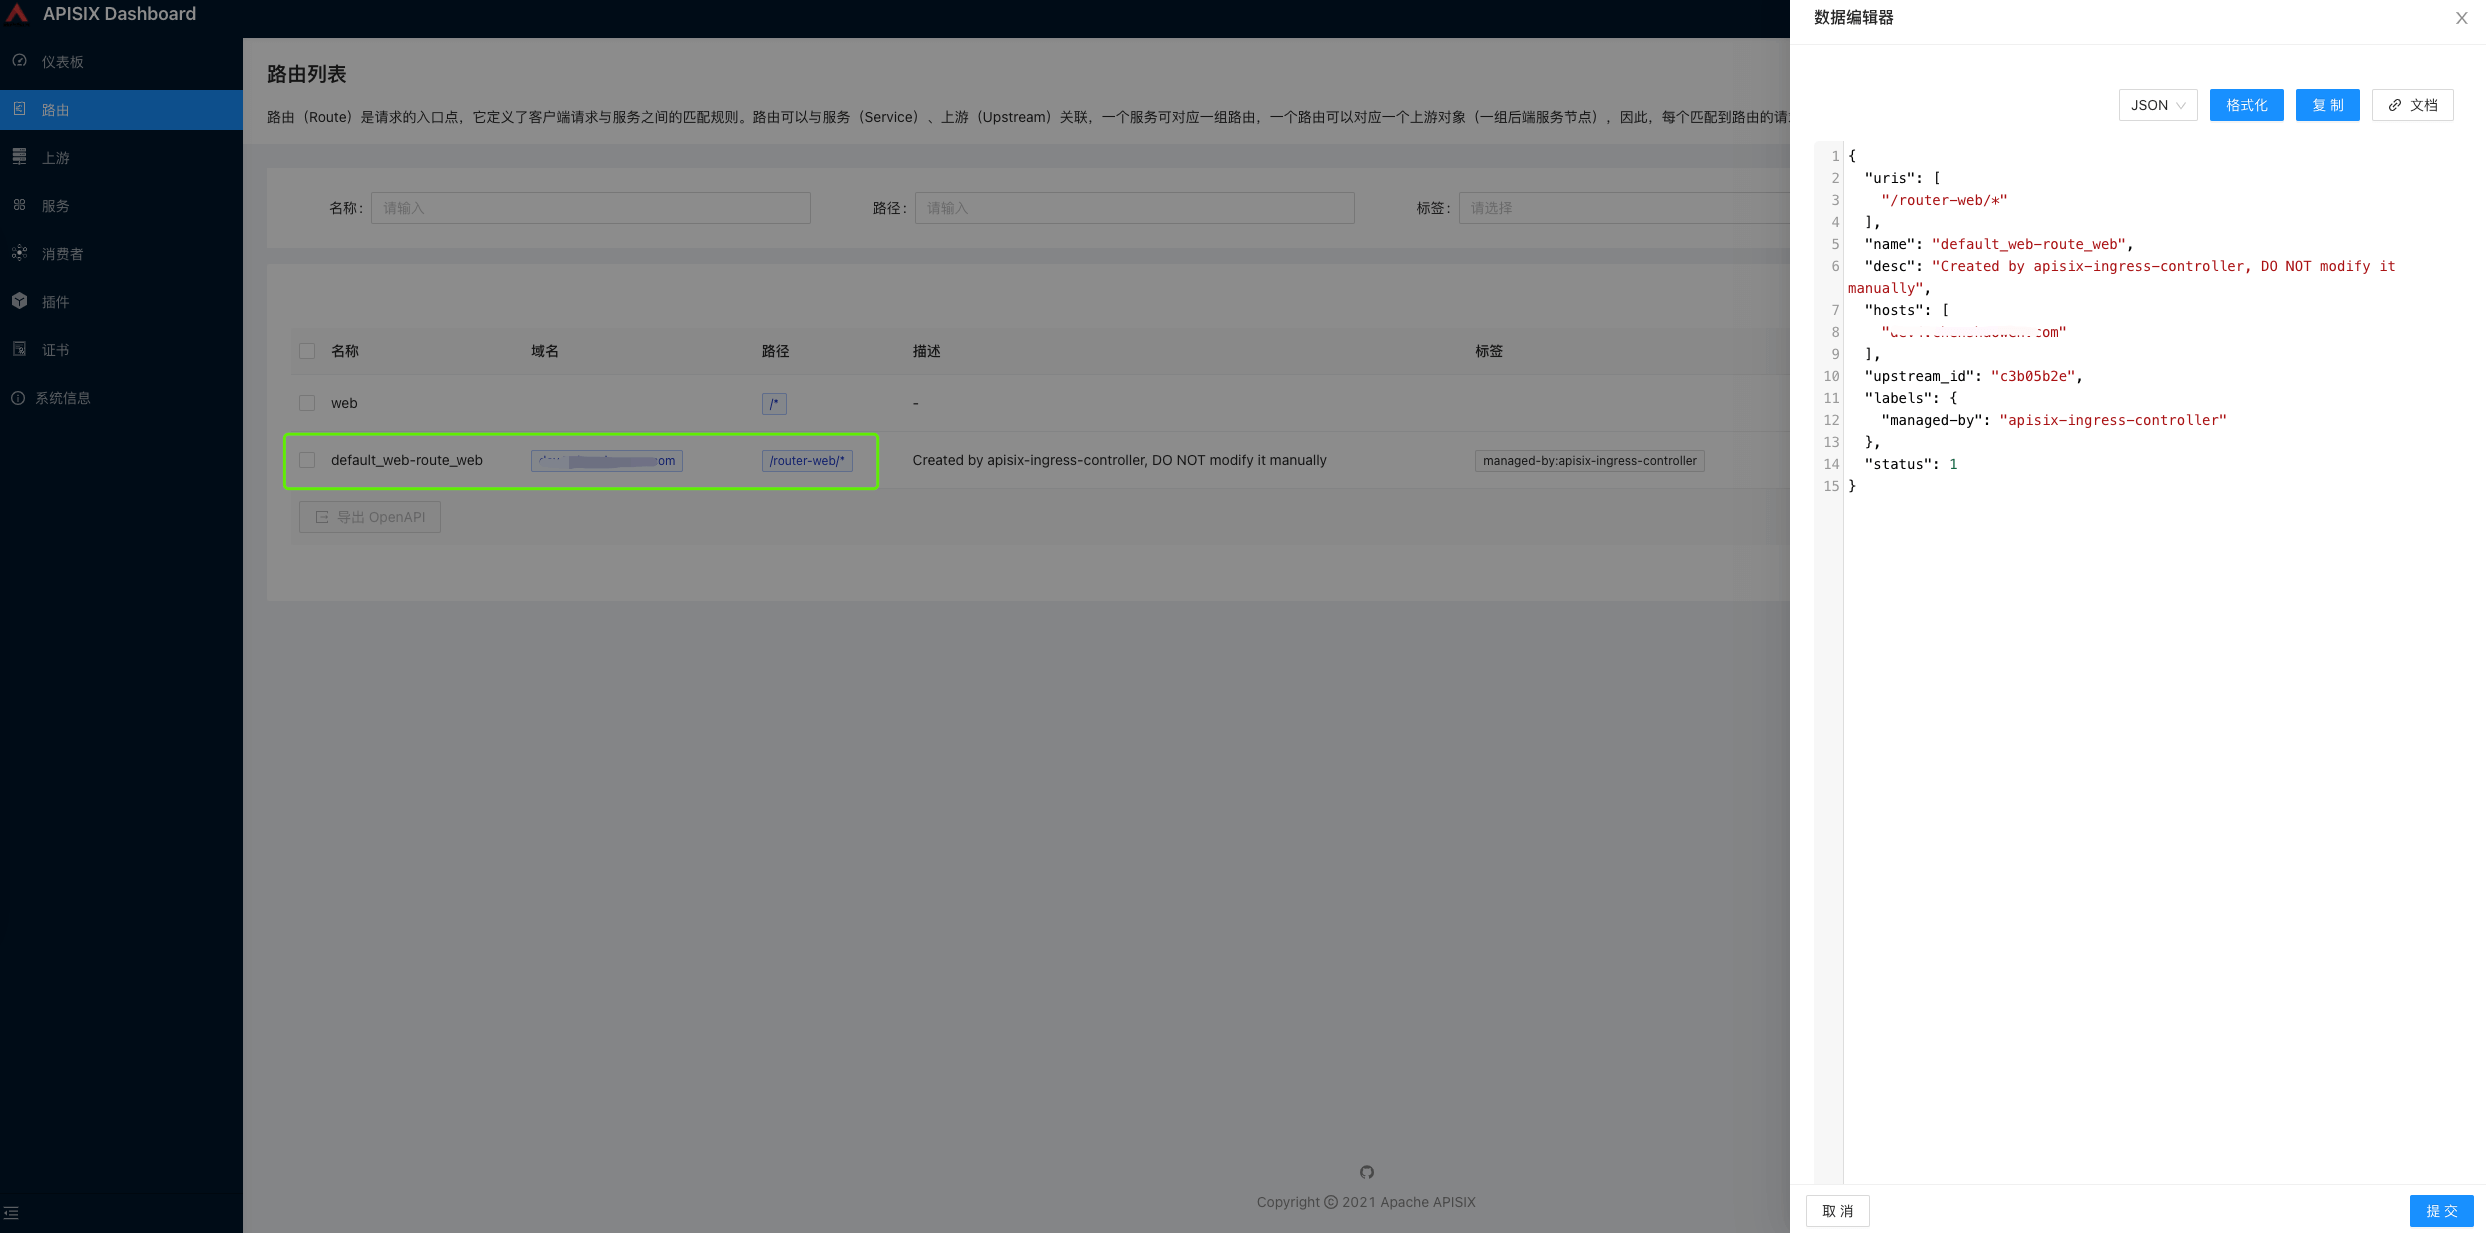 APISIX Dashboard
仪表板
路由
上游
服务
消费者
插件
证书
系统信息
路由列表
路由（Route）是请求的入口点，它定义了客户端请求与服务之间的匹配规则。路由可以与服务（Service）、上游（Upstream）关联，一个服务可对应一组路由，一个路由可以对应一个上游对象（一组后端服务节点），因此，每个匹配到路由的请
名称：
请输入
路径：
请输入
标签：
请选择
名称 域名 路径 描述 标签
web /* -
default_web-route_web om /router-web/* Created by apisix-ingress-controller, DO NOT modify it manually managed-by:apisix-ingress-controller
导出 OpenAPI
Copyright © 2021 Apache APISIX
数据编辑器
JSON 格式化 复 制 文档
1 {
2 "uris": [
3 "/router-web/*"
4 ],
5 "name": "default_web-route_web",
6 "desc": "Created by apisix-ingress-controller, DO NOT modify it
manually",
7 "hosts": [
8 com"
9 ],
10 "upstream_id": "c3b05b2e",
11 "labels": {
12 "managed-by": "apisix-ingress-controller"
13 },
14 "status": 1
15 }
取 消
提 交